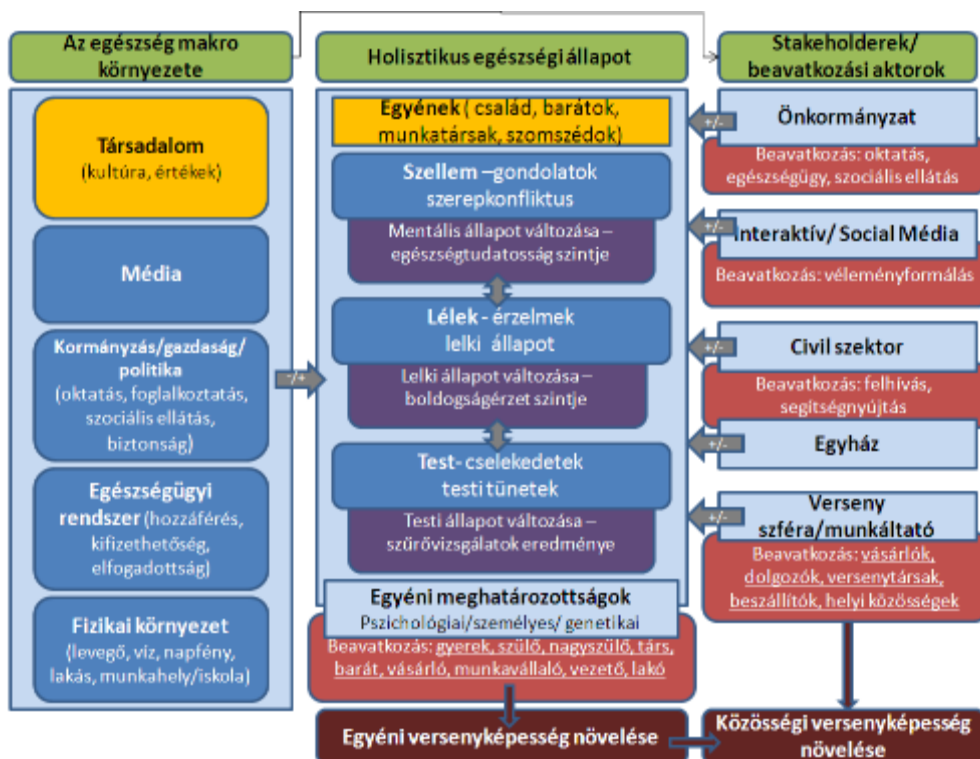 Az egészség makro
környezete
Társadalom
(kultúra, értékek)
Média
Kormányzás/gazdaság/
politika
(oktatás, foglalkoztatás,
szociális ellátás,
biztonság)
Egészségügyi
rendszer (hozzáférés,
kifizethetőség,
elfogadottság)
Fizikai környezet
(levegő, víz, napfény,
lakás, munkahely/iskola)
-/+
Holisztikus egészségi állapot
Egyének ( család, barátok,
munkatársak, szomszédok)
Szellem –gondolatok
szerepkonfliktus
Mentális állapot változása –
egészségtudatosság szintje
Lélek - érzelmek
lelki állapot
Lelki állapot változása –
boldogságérzet szintje
Test- cselekedetek
testi tünetek
Testi állapot változása –
szűrővizsgálatok eredménye
Egyéni meghatározottságok
Pszichológiai/személyes/ genetikai
Beavatkozás: gyerek, szülő, nagyszülő, társ,
barát, vásárló, munkavállaló, vezető, lakó
Egyéni versenyképesség növelése
Stakeholderek/
beavatkozási aktorok
+/-
Önkormányzat
Beavatkozás: oktatás,
egészségügy, szociális ellátás
+/-
Interaktív/ Social Média
Beavatkozás: véleményformálás
+/-
Civil szektor
Beavatkozás: felhívás,
segítségnyújtás
+/-
Egyház
+/-
Verseny
szféra/munkáltató
Beavatkozás: vásárlók,
dolgozók, versenytársak,
beszállítók, helyi közösségek
Közösségi versenyképesség
növelése